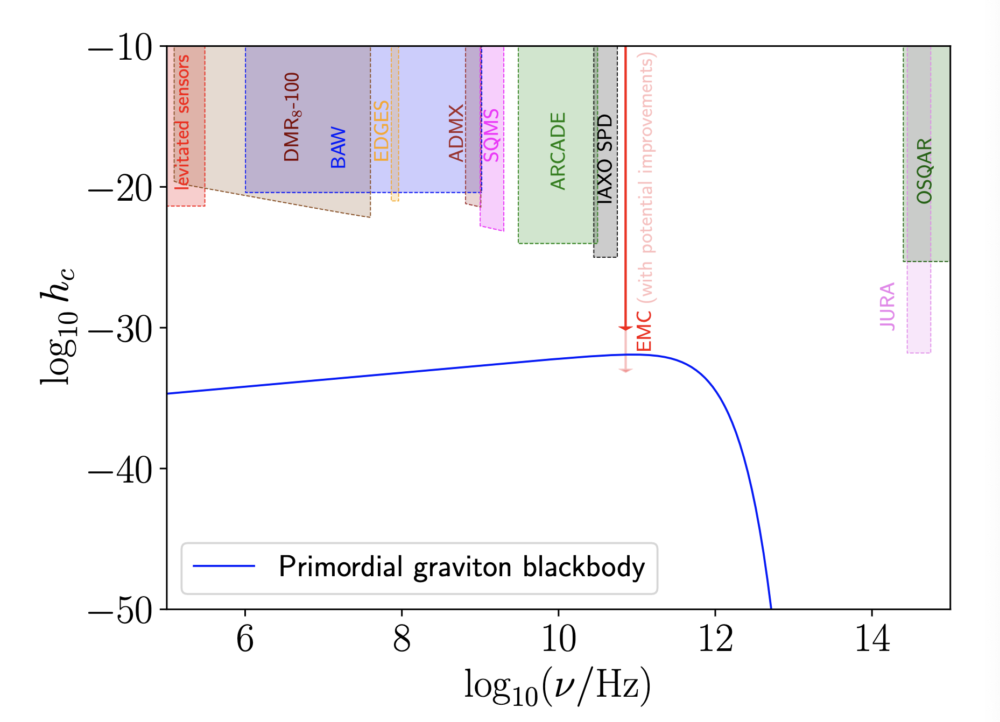 −10
−20
−30
−40
−50
log₁₀ h_c
levitated sensors
DMR₈-100
BAW
EDGES
ADMX
SQMS
ARCADE
IAXO SPD
EMC (with potential improvements)
JURA
OSQAR
Primordial graviton blackbody
6 8 10 12 14
log₁₀(ν/Hz)